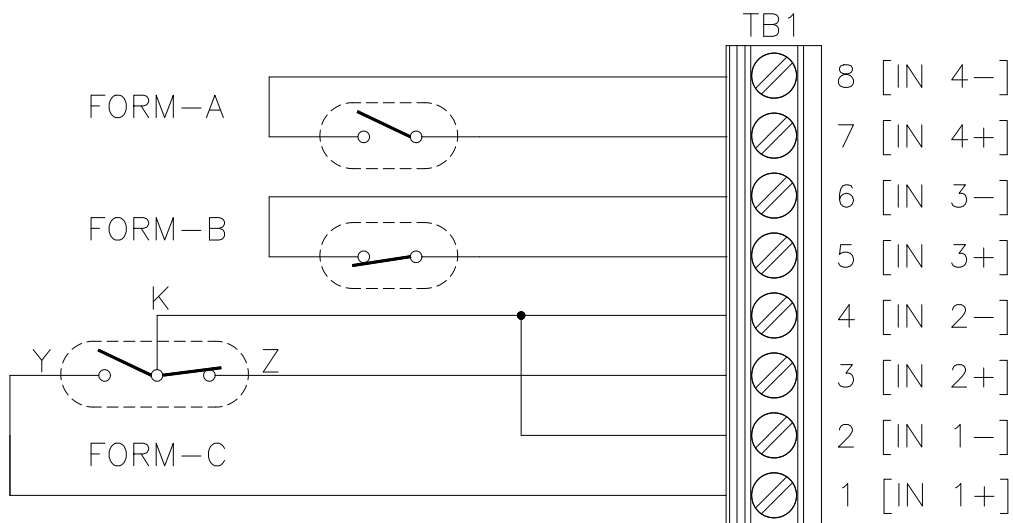 TB1
FORM-A
8 [IN 4-]
7 [IN 4+]
6 [IN 3-]
FORM-B
5 [IN 3+]
K
4 [IN 2-]
Y
Z
3 [IN 2+]
FORM-C
2 [IN 1-]
1 [IN 1+]